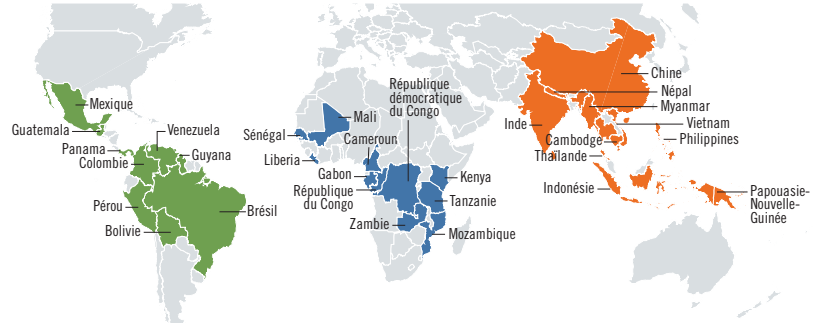 Mexique
Guatemala
Panama
Colombie
Venezuela
Guyana
Pérou
Bolivie
Brésil
Sénégal
Liberia
Mali
Cameroun
République
démocratique
du Congo
Gabon
République
du Congo
Zambie
Kenya
Tanzanie
Mozambique
Chine
Népal
Myanmar
Inde
Vietnam
Cambodge
Philippines
Thaïlande
Indonésie
Papouasie-
Nouvelle-
Guinée